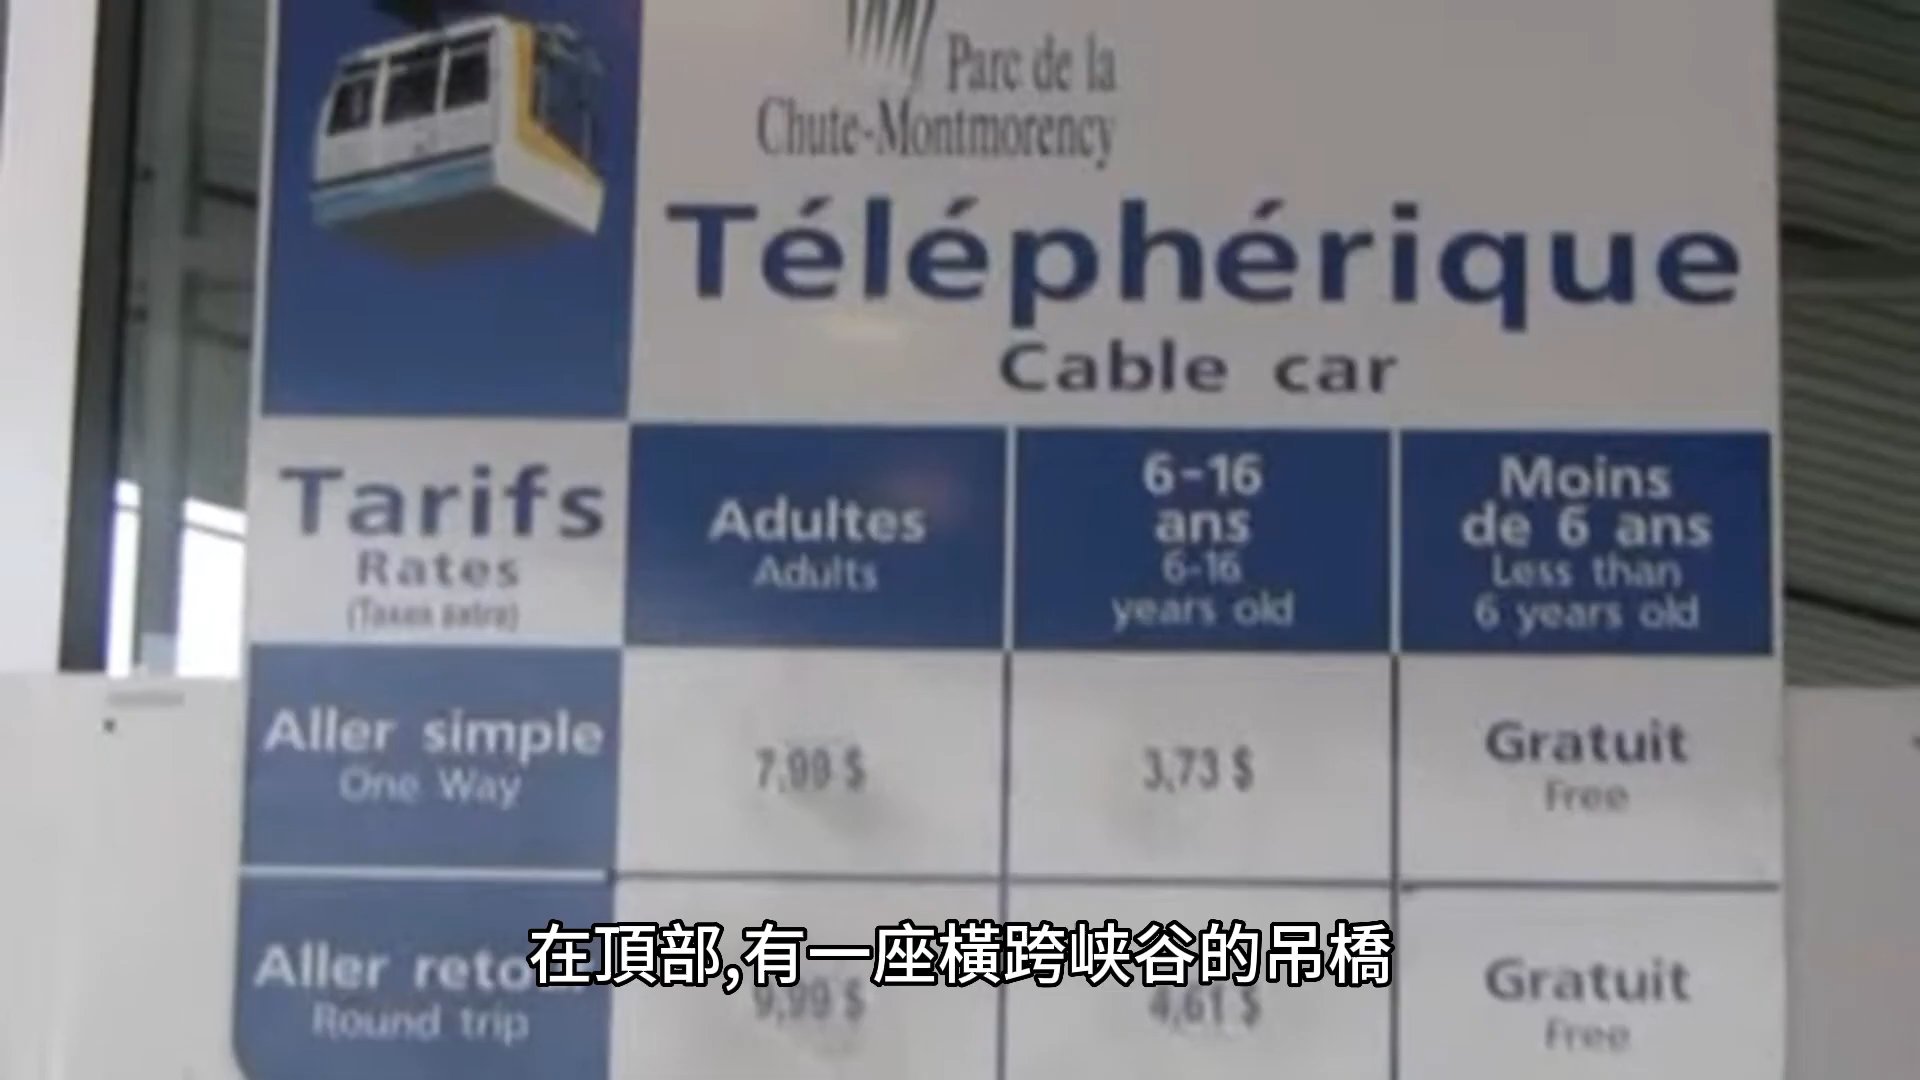 Parc de la
Chute-Montmorency
Téléphérique
Cable car
Tarifs
Rates
(Taxes extra)
Adultes
Adults
6-16
ans
6-16
years old
Moins
de 6 ans
Less than
6 years old
Aller simple
One Way
7,99 $
3,73 $
Gratuit
Free
Aller
Round trip
9,99 $
4,61 $
Gratuit
Free
在頂部,有一座橫跨峽谷的吊橋